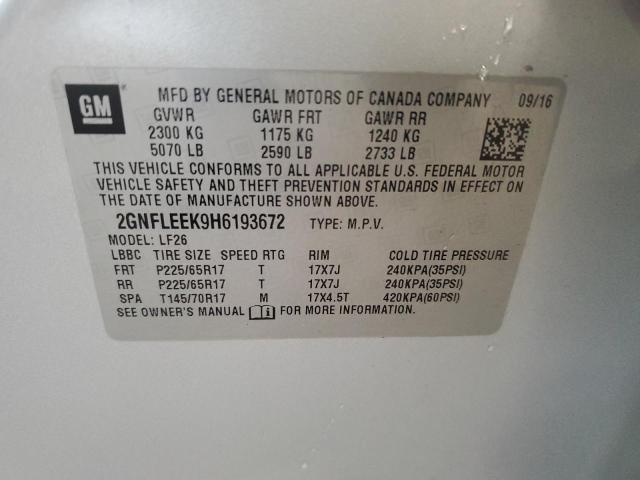 GM MFD BY GENERAL MOTORS OF CANADA COMPANY 09/16
GVWR GAWR FRT GAWR RR
2300 KG 1175 KG 1240 KG
5070 LB 2590 LB 2733 LB
THIS VEHICLE CONFORMS TO ALL APPLICABLE U.S. FEDERAL MOTOR
VEHICLE SAFETY AND THEFT PREVENTION STANDARDS IN EFFECT ON
THE DATE OF MANUFACTURE SHOWN ABOVE.
2GNFLEEK9H6193672 TYPE: M.P.V.
MODEL: LF26
LBBC TIRE SIZE SPEED RTG RIM COLD TIRE PRESSURE
FRT P225/65R17 T 17X7J 240KPA(35PSI)
RR P225/65R17 T 17X7J 240KPA(35PSI)
SPA T145/70R17 M 17X4.5T 420KPA(60PSI)
SEE OWNER'S MANUAL FOR MORE INFORMATION.